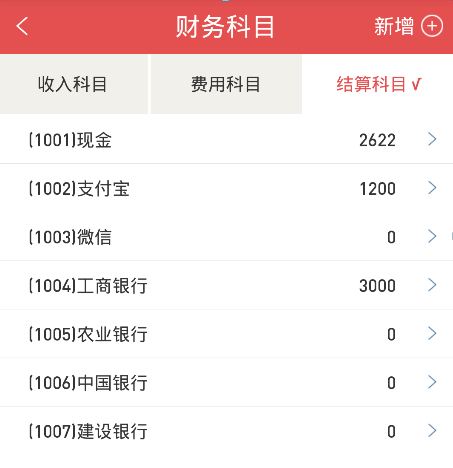 财务科目 新增
收入科目 费用科目 结算科目 √
(1001)现金 2622
(1002)支付宝 1200
(1003)微信 0
(1004)工商银行 3000
(1005)农业银行 0
(1006)中国银行 0
(1007)建设银行 0